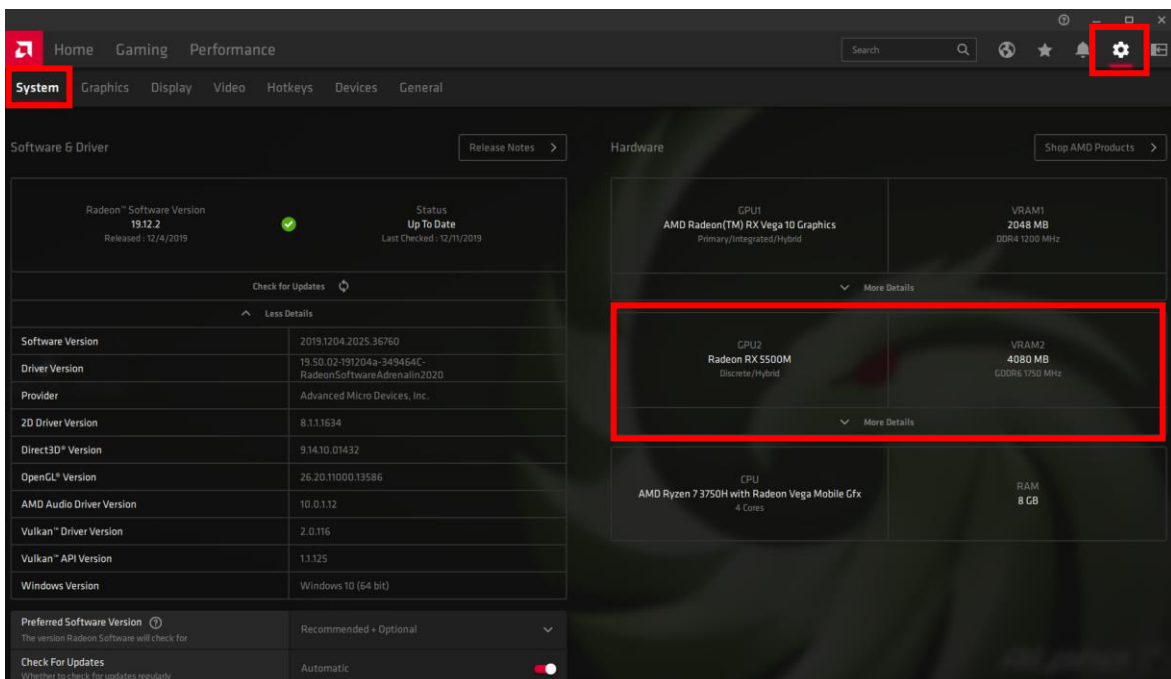 Home Gaming Performance Search
System Graphics Display Video Hotkeys Devices General
Software & Driver
Release Notes
Radeon™ Software Version
19.12.2
Released : 12/4/2019
Status
Up To Date
Last Checked : 12/11/2019
Check for Updates
Less Details
Software Version 2019.1204.2025.36760
Driver Version 19.50.02-191204a-349464C-
RadeonSoftwareAdrenalin2020
Provider Advanced Micro Devices, Inc.
2D Driver Version 8.1.1.1634
Direct3D® Version 9.14.10.01432
OpenGL® Version 26.20.11000.13586
AMD Audio Driver Version 10.0.1.12
Vulkan™ Driver Version 2.0.116
Vulkan™ API Version 1.1.125
Windows Version Windows 10 (64 bit)
Preferred Software Version Recommended + Optional
The version Radeon Software will check for
Check For Updates Automatic
Whether to check for updates regularly
Hardware
Shop AMD Products
GPU1
AMD Radeon(TM) RX Vega 10 Graphics
Primary/Integrated/Hybrid
VRAM1
2048 MB
DDR4 1200 MHz
More Details
GPU2
Radeon RX 5500M
Discrete/Hybrid
VRAM2
4080 MB
GDDR6 1750 MHz
More Details
CPU
AMD Ryzen 7 3750H with Radeon Vega Mobile Gfx
4 Cores
RAM
8 GB